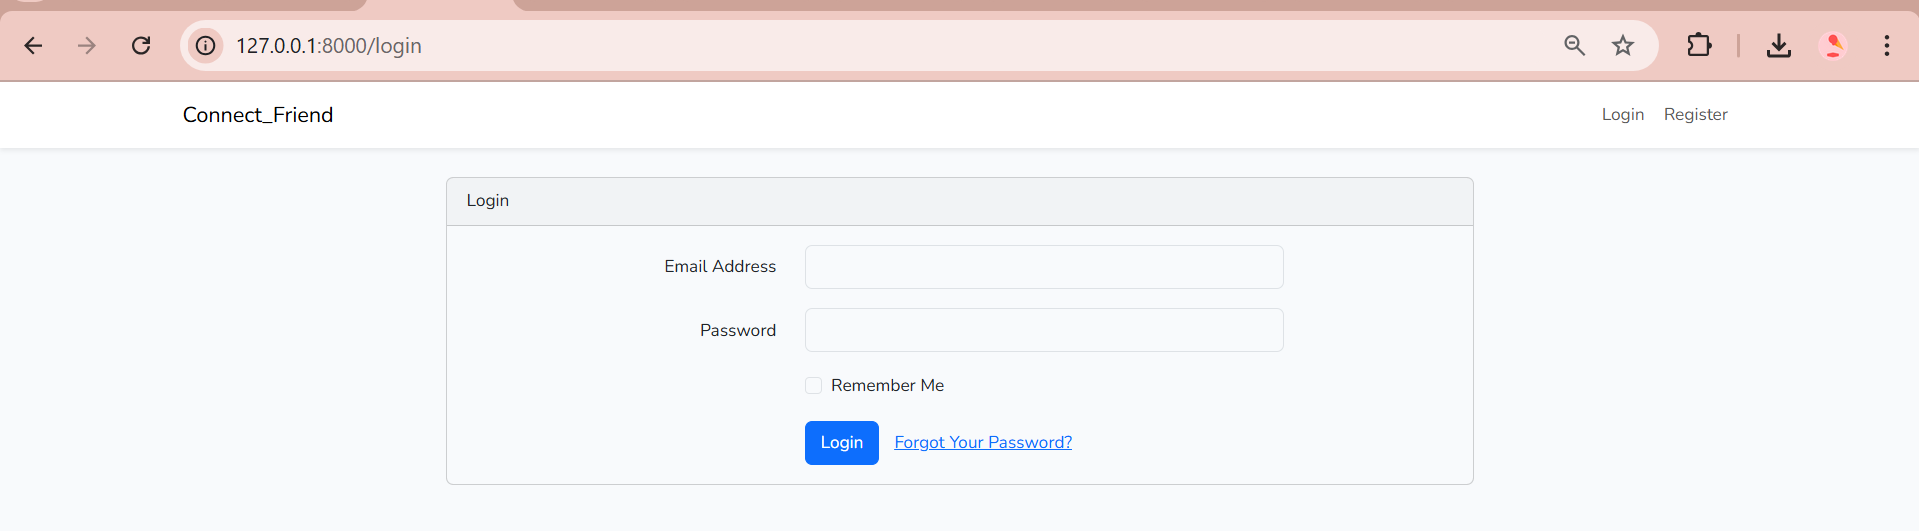 127.0.0.1:8000/login
Connect_Friend
Login Register
Login
Email Address
Password
Remember Me
Login Forgot Your Password?